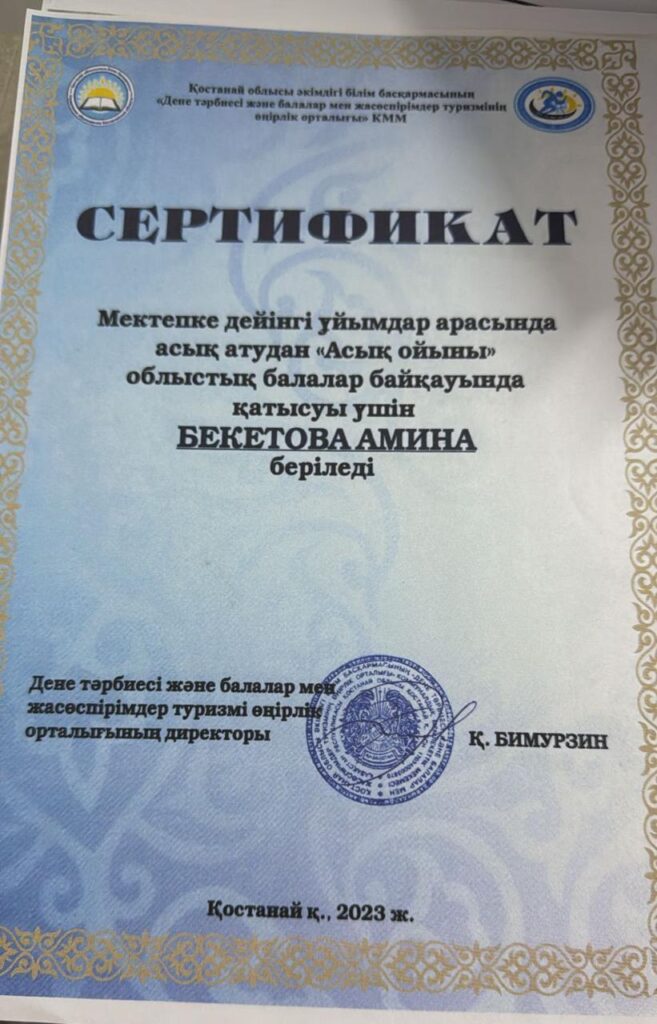 Қостанай облысы әкімдігі білім басқармасының
«Дене тәрбиесі және балалар мен жасөспірімдер туризмінің
өңірлік орталығы» КММ
СЕРТИФИКАТ
Мектепке дейінгі ұйымдар арасында
асық атудан «Асық ойыны»
облыстық балалар байқауында
қатысуы үшін
БЕКЕТОВА АМИНА
беріледі
Дене тәрбиесі және балалар мен
жасөспірімдер туризмі өңірлік
орталығының директоры
Қ. БИМУРЗИН
Қостанай қ., 2023 ж.